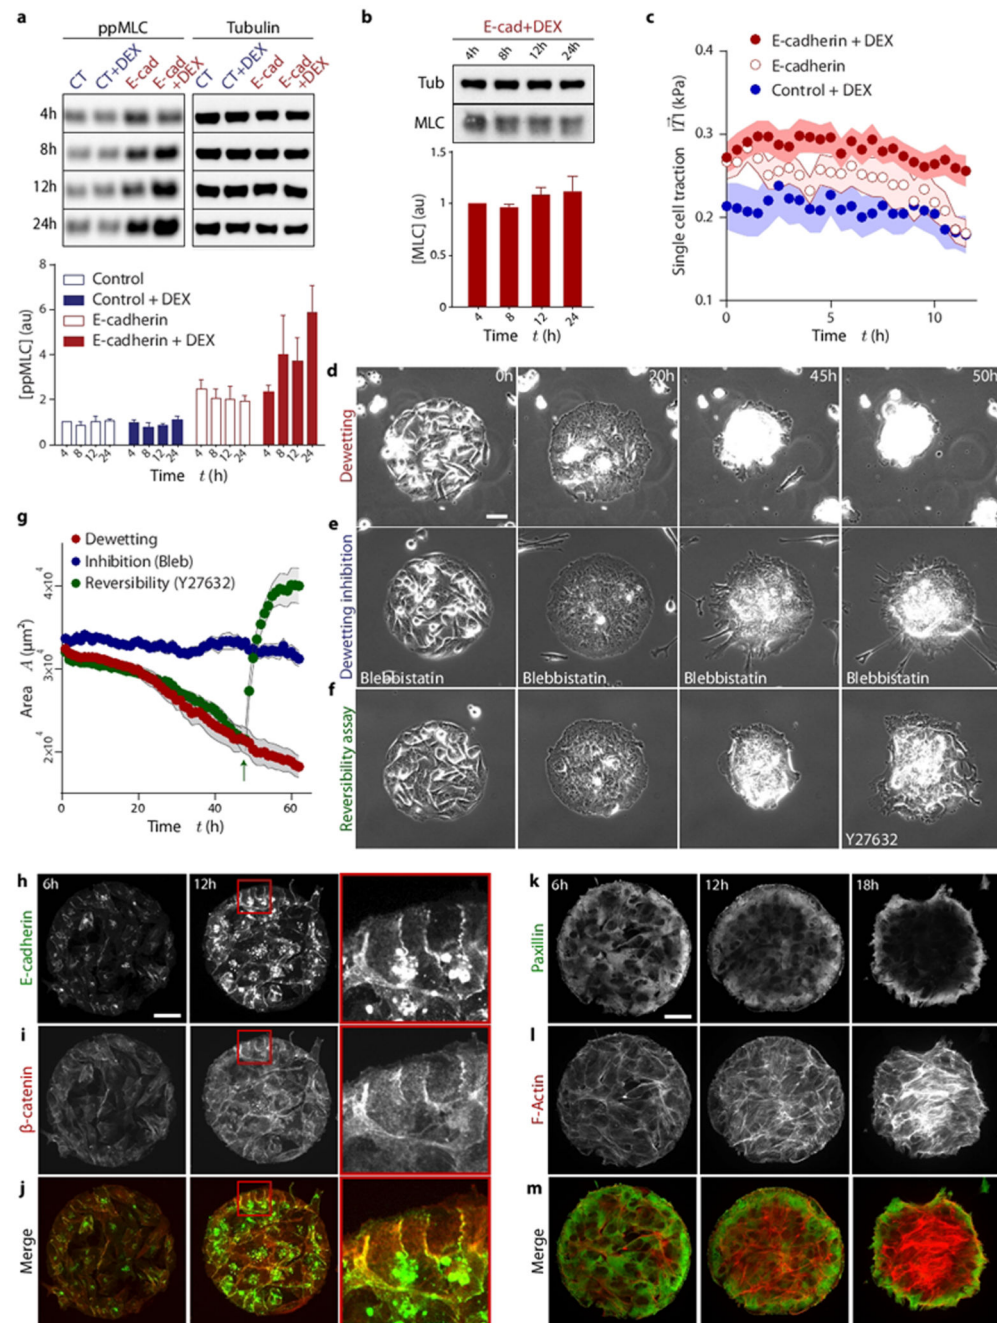 a
ppMLC
Tubulin
CT
CT+DEX
E-cad
E-cad
+DEX
CT
CT+DEX
E-cad
E-cad
+DEX
4h
8h
12h
24h
[ppMLC] (au)
8
6
4
2
0
Control
Control + DEX
E-cadherin
E-cadherin + DEX
4 8 12 24 4 8 12 24 4 8 12 24 4 8 12 24
Time t (h)
b
E-cad+DEX
4h 8h 12h 24h
Tub
MLC
[MLC] (au)
1.5
1
0.5
0
4 8 12 24
Time t (h)
c
E-cadherin + DEX
E-cadherin
Control + DEX
Single cell traction |T| (kPa)
0.4
0.3
0.2
0.1
0 5 10
Time t (h)
d
Dewetting
0h
20h
45h
50h
e
Dewetting inhibition
Blebbistatin
Blebbistatin
Blebbistatin
Blebbistatin
f
Reversibility assay
Y27632
g
Dewetting
Inhibition (Bleb)
Reversibility (Y27632)
Area A (μm²)
4×10⁴
3×10⁴
2×10⁴
0 20 40 60
Time t (h)
h
E-cadherin
6h
12h
i
β-catenin
j
Merge
k
Paxillin
6h
12h
18h
l
F-Actin
m
Merge